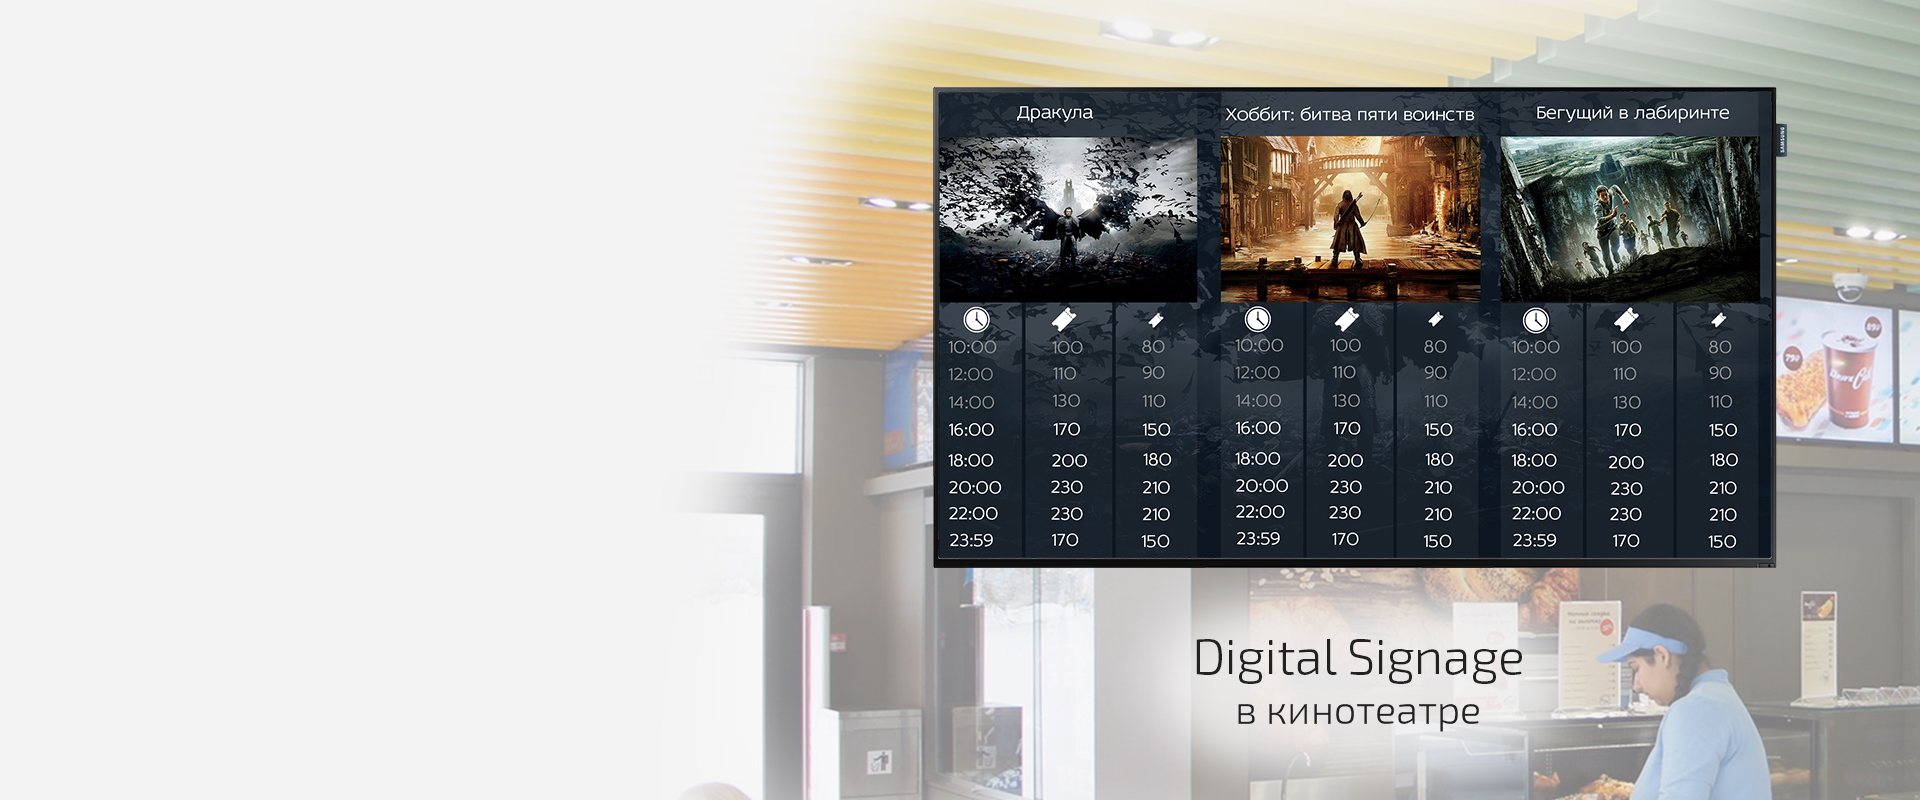 Дракула Хоббит: битва пяти воинств Бегущий в лабиринте
10:00 100 80 10:00 100 80 10:00 100 80
12:00 110 90 12:00 110 90 12:00 110 90
14:00 130 110 14:00 130 110 14:00 130 110
16:00 170 150 16:00 170 150 16:00 170 150
18:00 200 180 18:00 200 180 18:00 200 180
20:00 230 210 20:00 230 210 20:00 230 210
22:00 230 210 22:00 230 210 22:00 230 210
23:59 170 150 23:59 170 150 23:59 170 150
SAMSUNG
Digital Signage
в кинотеатре